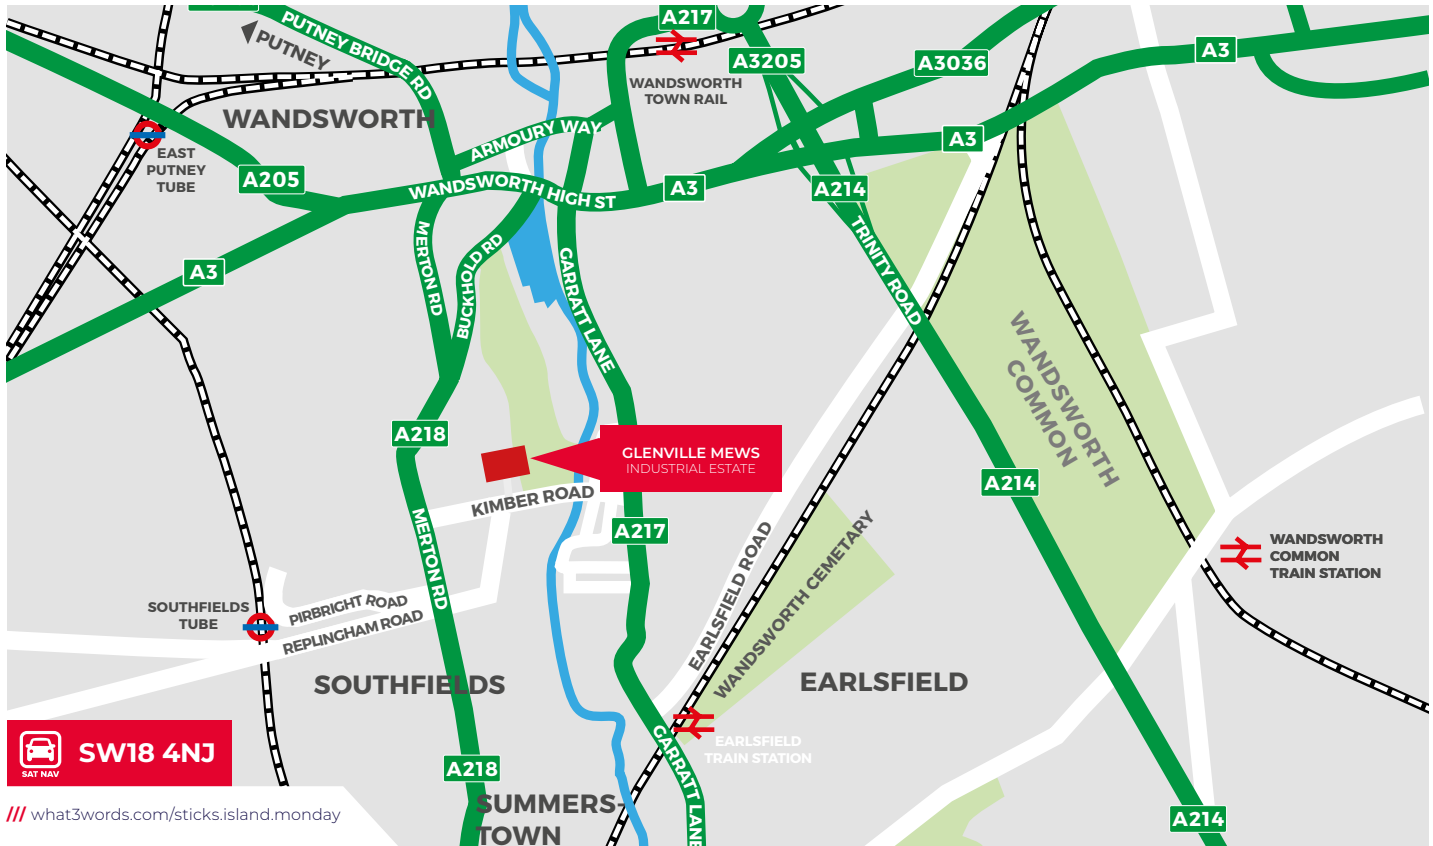 A217
PUTNEY BRIDGE RD
PUTNEY
A3205
A3036
A3
WANDSWORTH
TOWN RAIL
WANDSWORTH
ARMOURY WAY
A3
EAST
PUTNEY
TUBE
A205
WANDSWORTH HIGH ST
A3
A214
A3
MERTON RD
BUCKHOLD RD
GARRATT LANE
TRINITY ROAD
WANDSWORTH
COMMON
A218
GLENVILLE MEWS
INDUSTRIAL ESTATE
KIMBER ROAD
A214
A217
MERTON RD
EARLSFIELD ROAD
WANDSWORTH CEMETARY
WANDSWORTH
COMMON
TRAIN STATION
SOUTHFIELDS
TUBE
PIRBRIGHT ROAD
REPLINGHAM ROAD
SOUTHFIELDS
EARLSFIELD
EARLSFIELD
TRAIN STATION
GARRATT LANE
SAT NAV
SW18 4NJ
A218
SUMMERS-
TOWN
A214
/// what3words.com/sticks.island.monday